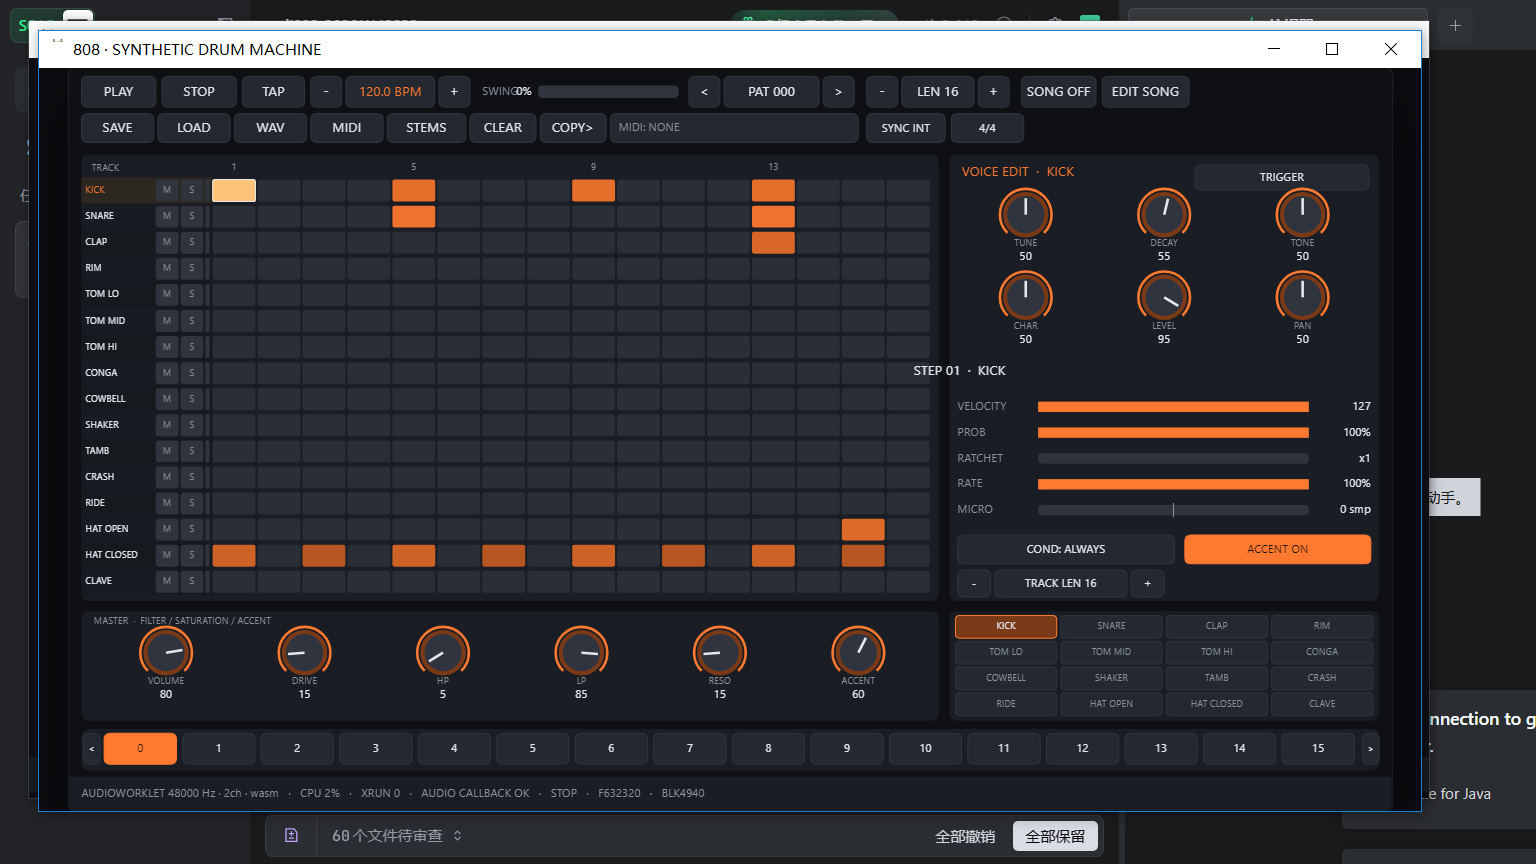 808 · SYNTHETIC DRUM MACHINE
PLAY STOP TAP - 120.0 BPM + SWING 0% < PAT 000 > - LEN 16 + SONG OFF EDIT SONG
SAVE LOAD WAV MIDI STEMS CLEAR COPY> MIDI: NONE SYNC INT 4/4
TRACK 1 5 9 13
KICK M S
SNARE M S
CLAP M S
RIM M S
TOM LO M S
TOM MID M S
TOM HI M S
CONGA M S
COWBELL M S
SHAKER M S
TAMB M S
CRASH M S
RIDE M S
HAT OPEN M S
HAT CLOSED M S
CLAVE M S
VOICE EDIT · KICK
TRIGGER
TUNE DECAY TONE
50 55 50
CHAR LEVEL PAN
50 95 50
STEP 01 · KICK
VELOCITY 127
PROB 100%
RATCHET x1
RATE 100%
MICRO 0 smp
COND: ALWAYS ACCENT ON
- TRACK LEN 16 +
MASTER · FILTER / SATURATION / ACCENT
VOLUME DRIVE HP LP RESO ACCENT
80 15 5 85 15 60
KICK SNARE CLAP RIM
TOM LO TOM MID TOM HI CONGA
COWBELL SHAKER TAMB CRASH
RIDE HAT OPEN HAT CLOSED CLAVE
< 0 1 2 3 4 5 6 7 8 9 10 11 12 13 14 15 >
AUDIOWORKLET 48000 Hz · 2ch · wasm · CPU 2% · XRUN 0 · AUDIO CALLBACK OK · STOP · F632320 · BLK4940
动手。
nnection to g
e for Java
60 个文件待审查 全部撤销 全部保留